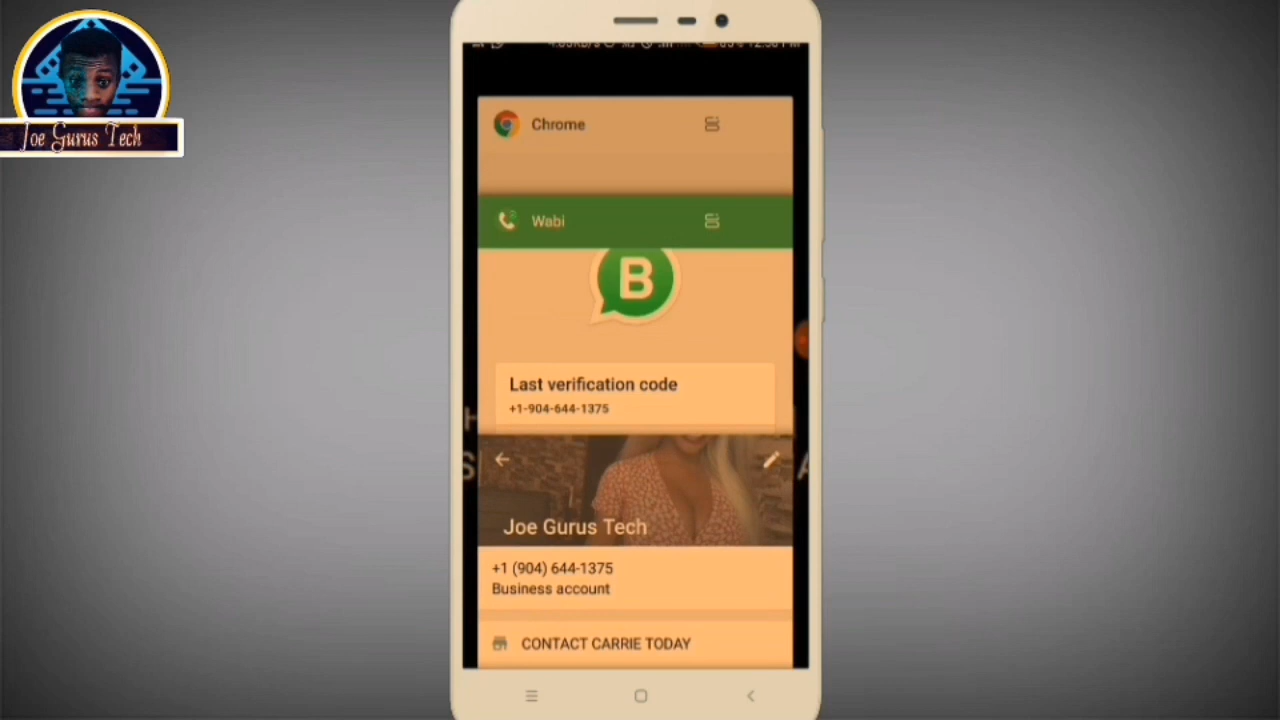 Joe Gurus Tech
Chrome
Wabi
B
Last verification code
+1-904-644-1375
Joe Gurus Tech
+1 (904) 644-1375
Business account
CONTACT CARRIE TODAY